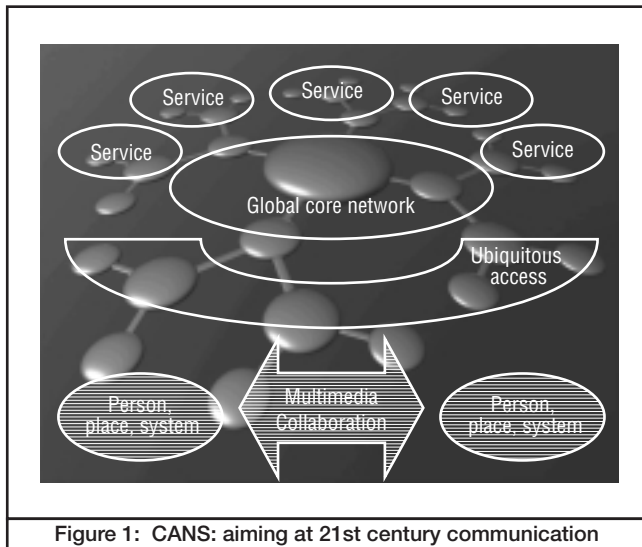 Service
Service
Service
Service
Service
Global core network
Ubiquitous
access
Multimedia
Collaboration
Person,
place, system
Person,
place, system
Figure 1: CANS: aiming at 21st century communication